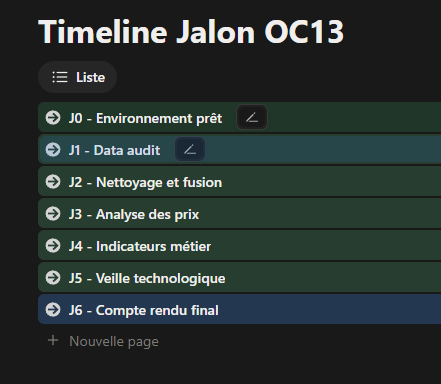 Timeline Jalon OC13
Liste
J0 - Environnement prêt
J1 - Data audit
J2 - Nettoyage et fusion
J3 - Analyse des prix
J4 - Indicateurs métier
J5 - Veille technologique
J6 - Compte rendu final
Nouvelle page